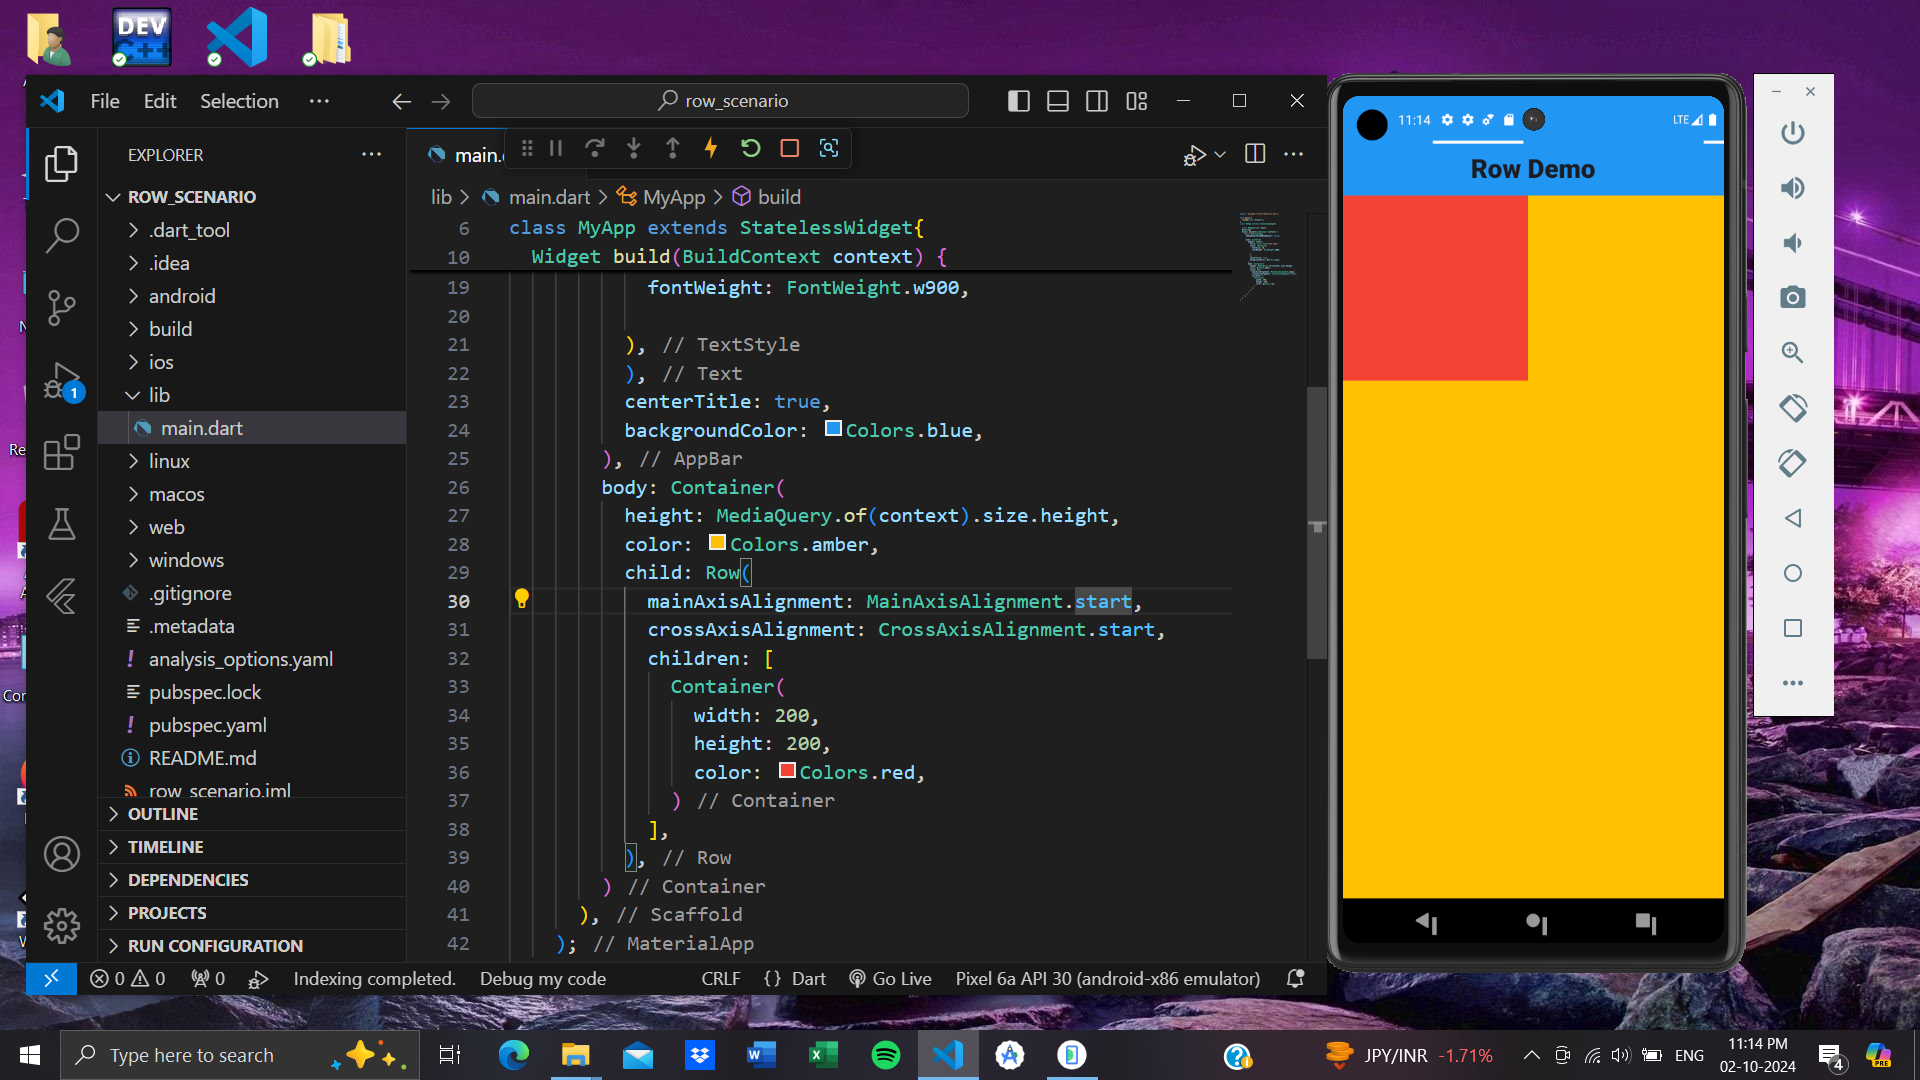 DEV
C++
File Edit Selection ···
row_scenario
EXPLORER
ROW_SCENARIO
.dart_tool
.idea
android
build
ios
lib
main.dart
linux
macos
web
windows
.gitignore
.metadata
analysis_options.yaml
pubspec.lock
pubspec.yaml
README.md
row_scenario.iml
OUTLINE
TIMELINE
DEPENDENCIES
PROJECTS
RUN CONFIGURATION
1
main.
lib > main.dart > MyApp > build
6 class MyApp extends StatelessWidget{
10 Widget build(BuildContext context) {
19 fontWeight: FontWeight.w900,
20
21 ), // TextStyle
22 ), // Text
23 centerTitle: true,
24 backgroundColor: Colors.blue,
25 ), // AppBar
26 body: Container(
27 height: MediaQuery.of(context).size.height,
28 color: Colors.amber,
29 child: Row(
30 mainAxisAlignment: MainAxisAlignment.start,
31 crossAxisAlignment: CrossAxisAlignment.start,
32 children: [
33 Container(
34 width: 200,
35 height: 200,
36 color: Colors.red,
37 ) // Container
38 ],
39 ), // Row
40 ) // Container
41 ), // Scaffold
42 ); // MaterialApp
0 0 0 Indexing completed. Debug my code CRLF {} Dart Go Live Pixel 6a API 30 (android-x86 emulator)
11:14 LTE
Row Demo
Re
Cor
Type here to search
JPY/INR -1.71%
ENG
11:14 PM
02-10-2024
4
PRE